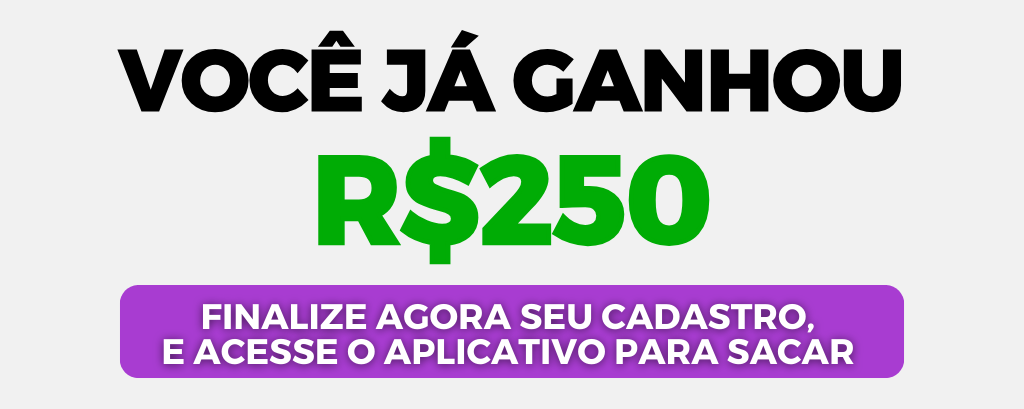 VOCÊ JÁ GANHOU
R$250
FINALIZE AGORA SEU CADASTRO,
E ACESSE O APLICATIVO PARA SACAR